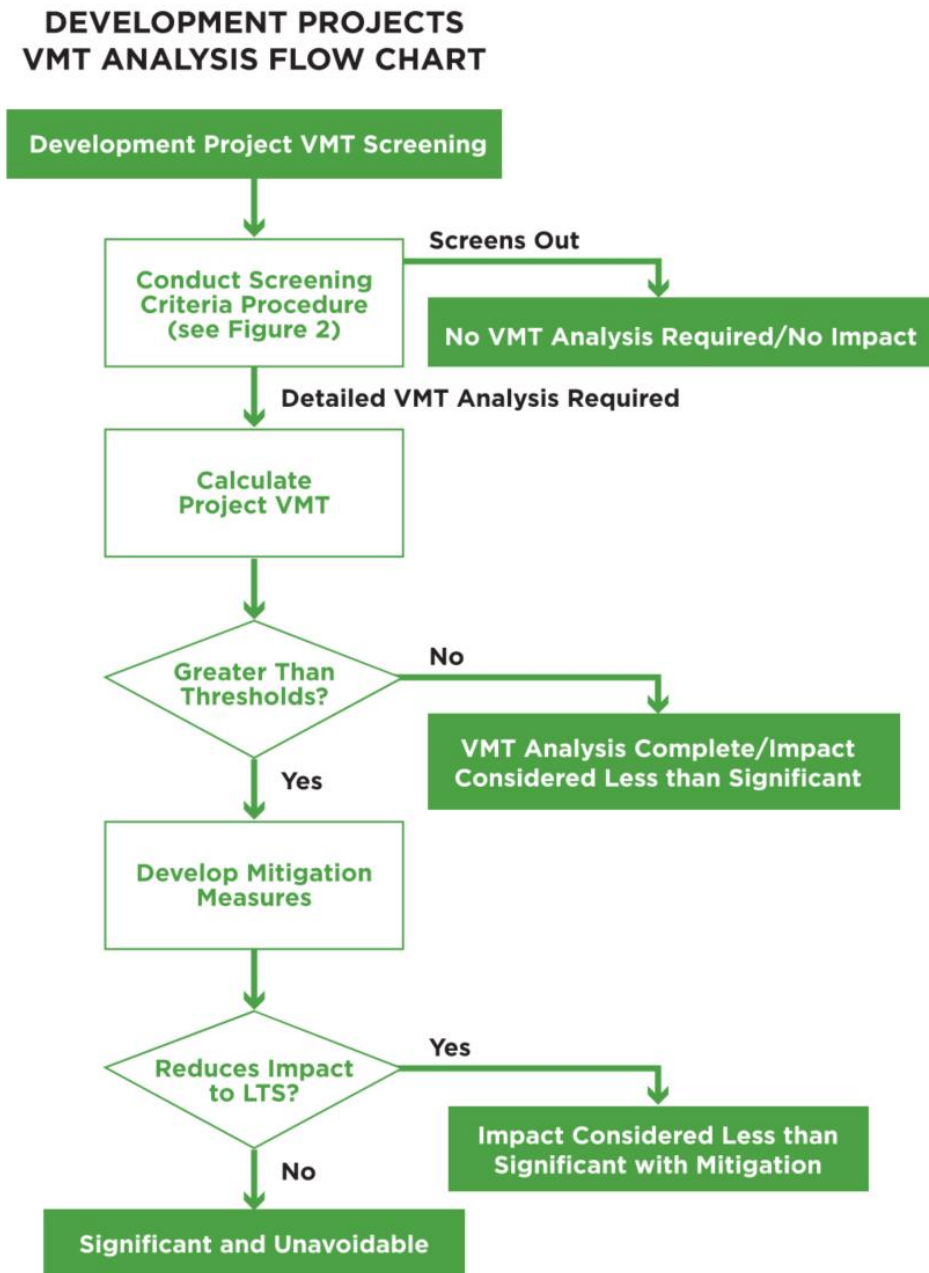 DEVELOPMENT PROJECTS
VMT ANALYSIS FLOW CHART
Development Project VMT Screening
Screens Out
Conduct Screening
Criteria Procedure
(see Figure 2)
No VMT Analysis Required/No Impact
Detailed VMT Analysis Required
Calculate
Project VMT
Greater Than
Thresholds?
No
VMT Analysis Complete/Impact
Considered Less than Significant
Yes
Develop Mitigation
Measures
Reduces Impact
to LTS?
Yes
Impact Considered Less than
Significant with Mitigation
No
Significant and Unavoidable